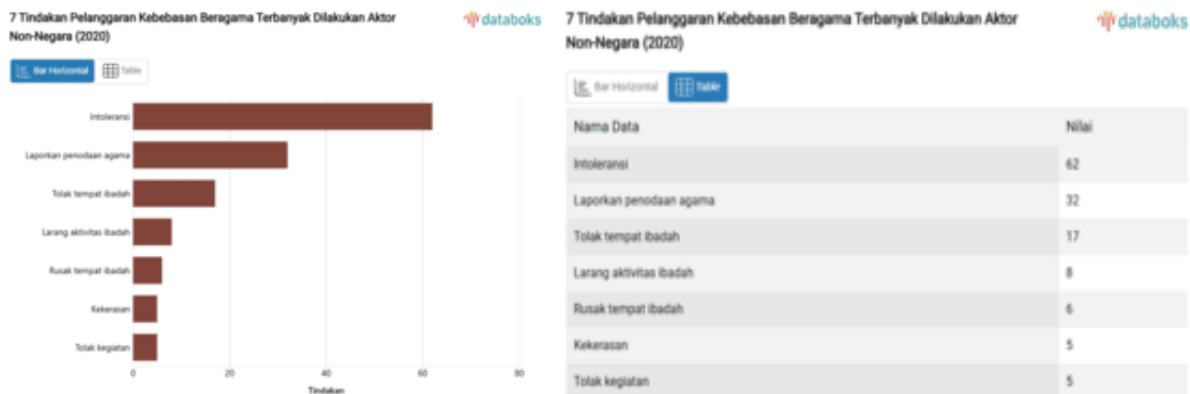 7 Tindakan Pelanggaran Kebebasan Beragama Terbanyak Dilakukan Aktor
Non-Negara (2020)
databoks
Bar Horizontal
Table
Intoleransi
Laporkan penodaan agama
Tolak tempat ibadah
Larang aktivitas ibadah
Rusak tempat ibadah
Kekerasan
Tolak kegiatan
0 20 40 60 80
Tindakan
7 Tindakan Pelanggaran Kebebasan Beragama Terbanyak Dilakukan Aktor
Non-Negara (2020)
databoks
Bar Horizontal
Table
Nama Data Nilai
Intoleransi 62
Laporkan penodaan agama 32
Tolak tempat ibadah 17
Larang aktivitas ibadah 8
Rusak tempat ibadah 6
Kekerasan 5
Tolak kegiatan 5